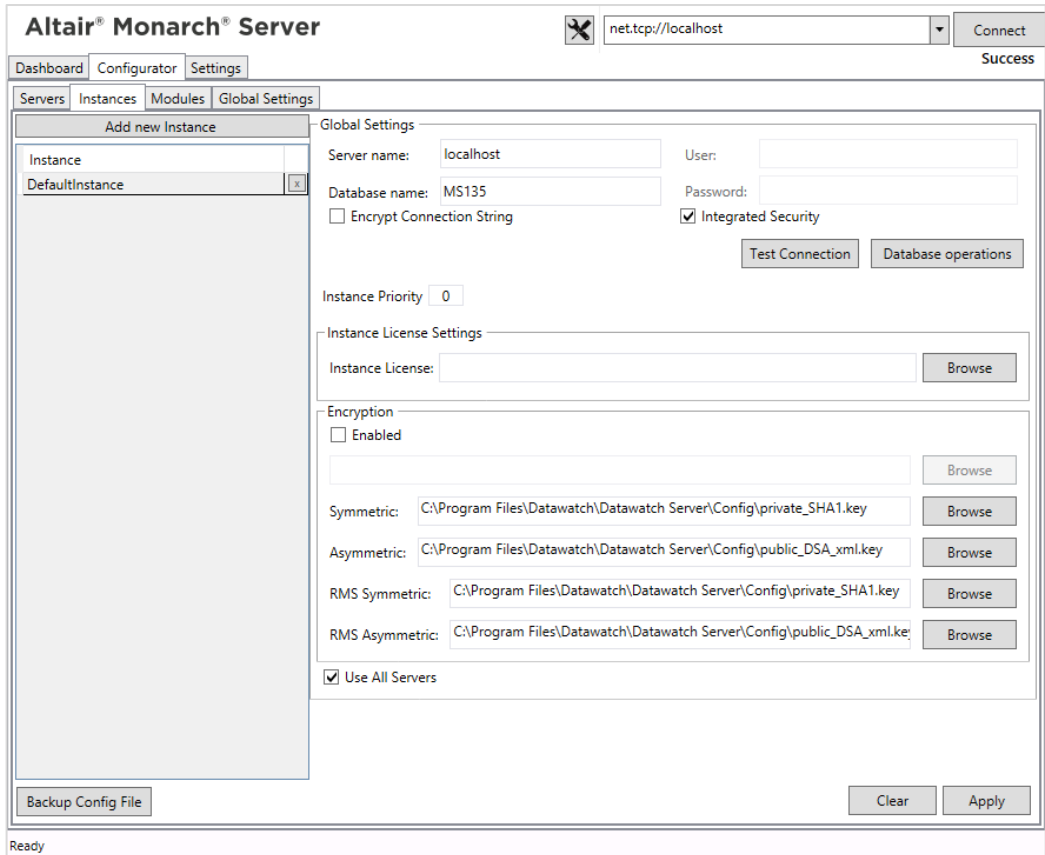 Altair® Monarch® Server
net.tcp://localhost
Connect
Success
Dashboard Configurator Settings
Servers Instances Modules Global Settings
Add new Instance
Instance
DefaultInstance x
Global Settings
Server name: localhost User:
Database name: MS135 Password:
Encrypt Connection String Integrated Security
Test Connection Database operations
Instance Priority 0
Instance License Settings
Instance License: Browse
Encryption
Enabled
Browse
Symmetric: C:\Program Files\Datawatch\Datawatch Server\Config\private_SHA1.key Browse
Asymmetric: C:\Program Files\Datawatch\Datawatch Server\Config\public_DSA_xml.key Browse
RMS Symmetric: C:\Program Files\Datawatch\Datawatch Server\Config\private_SHA1.key Browse
RMS Asymmetric: C:\Program Files\Datawatch\Datawatch Server\Config\public_DSA_xml.ke Browse
Use All Servers
Backup Config File Clear Apply
Ready